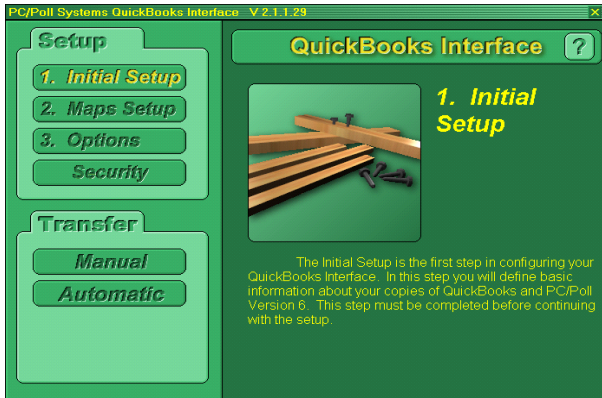 PC/Poll Systems QuickBooks Interface   V 2.1.1.29
Setup
1. Initial Setup
2. Maps Setup
3. Options
Security
Transfer
Manual
Automatic
QuickBooks Interface
?
1. Initial
Setup
The Initial Setup is the first step in configuring your
QuickBooks Interface. In this step you will define basic
information about your copies of QuickBooks and PC/Poll
Version 6. This step must be completed before continuing
with the setup.